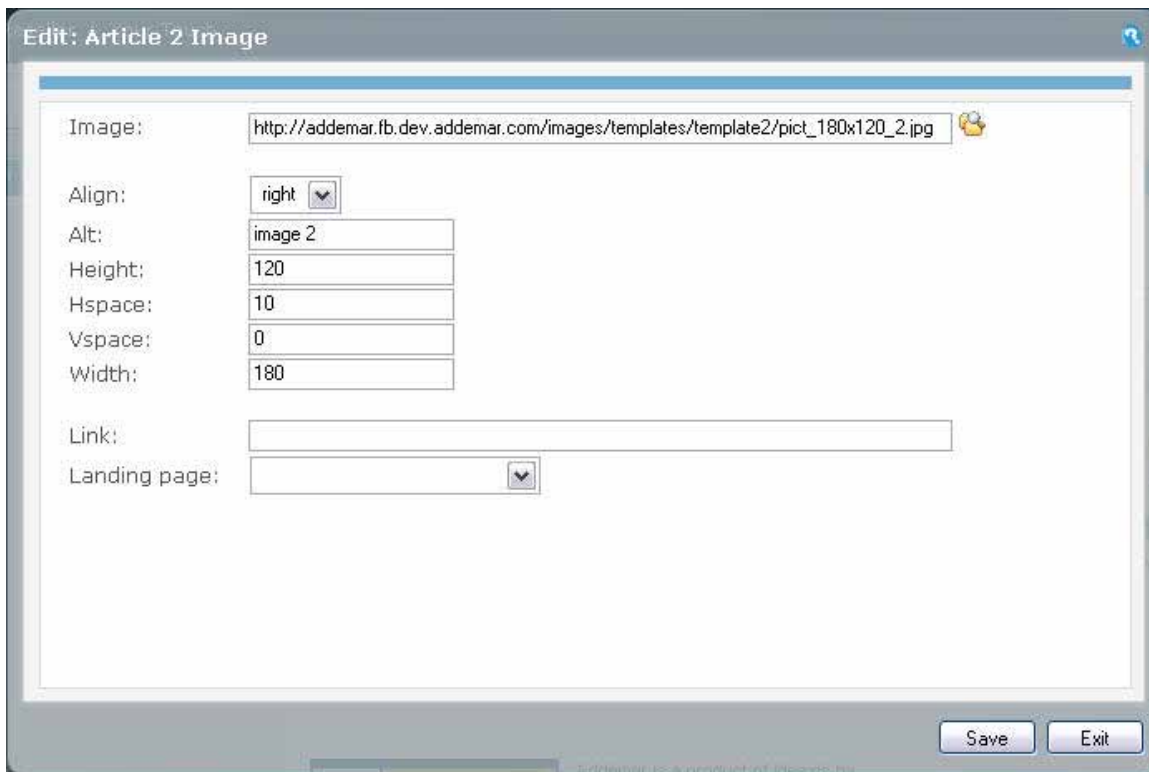 Edit: Article 2 Image
Image: http://addemar.fb.dev.addemar.com/images/templates/template2/pict_180x120_2.jpg
Align: right
Alt: image 2
Height: 120
Hspace: 10
Vspace: 0
Width: 180
Link:
Landing page:
Save Exit